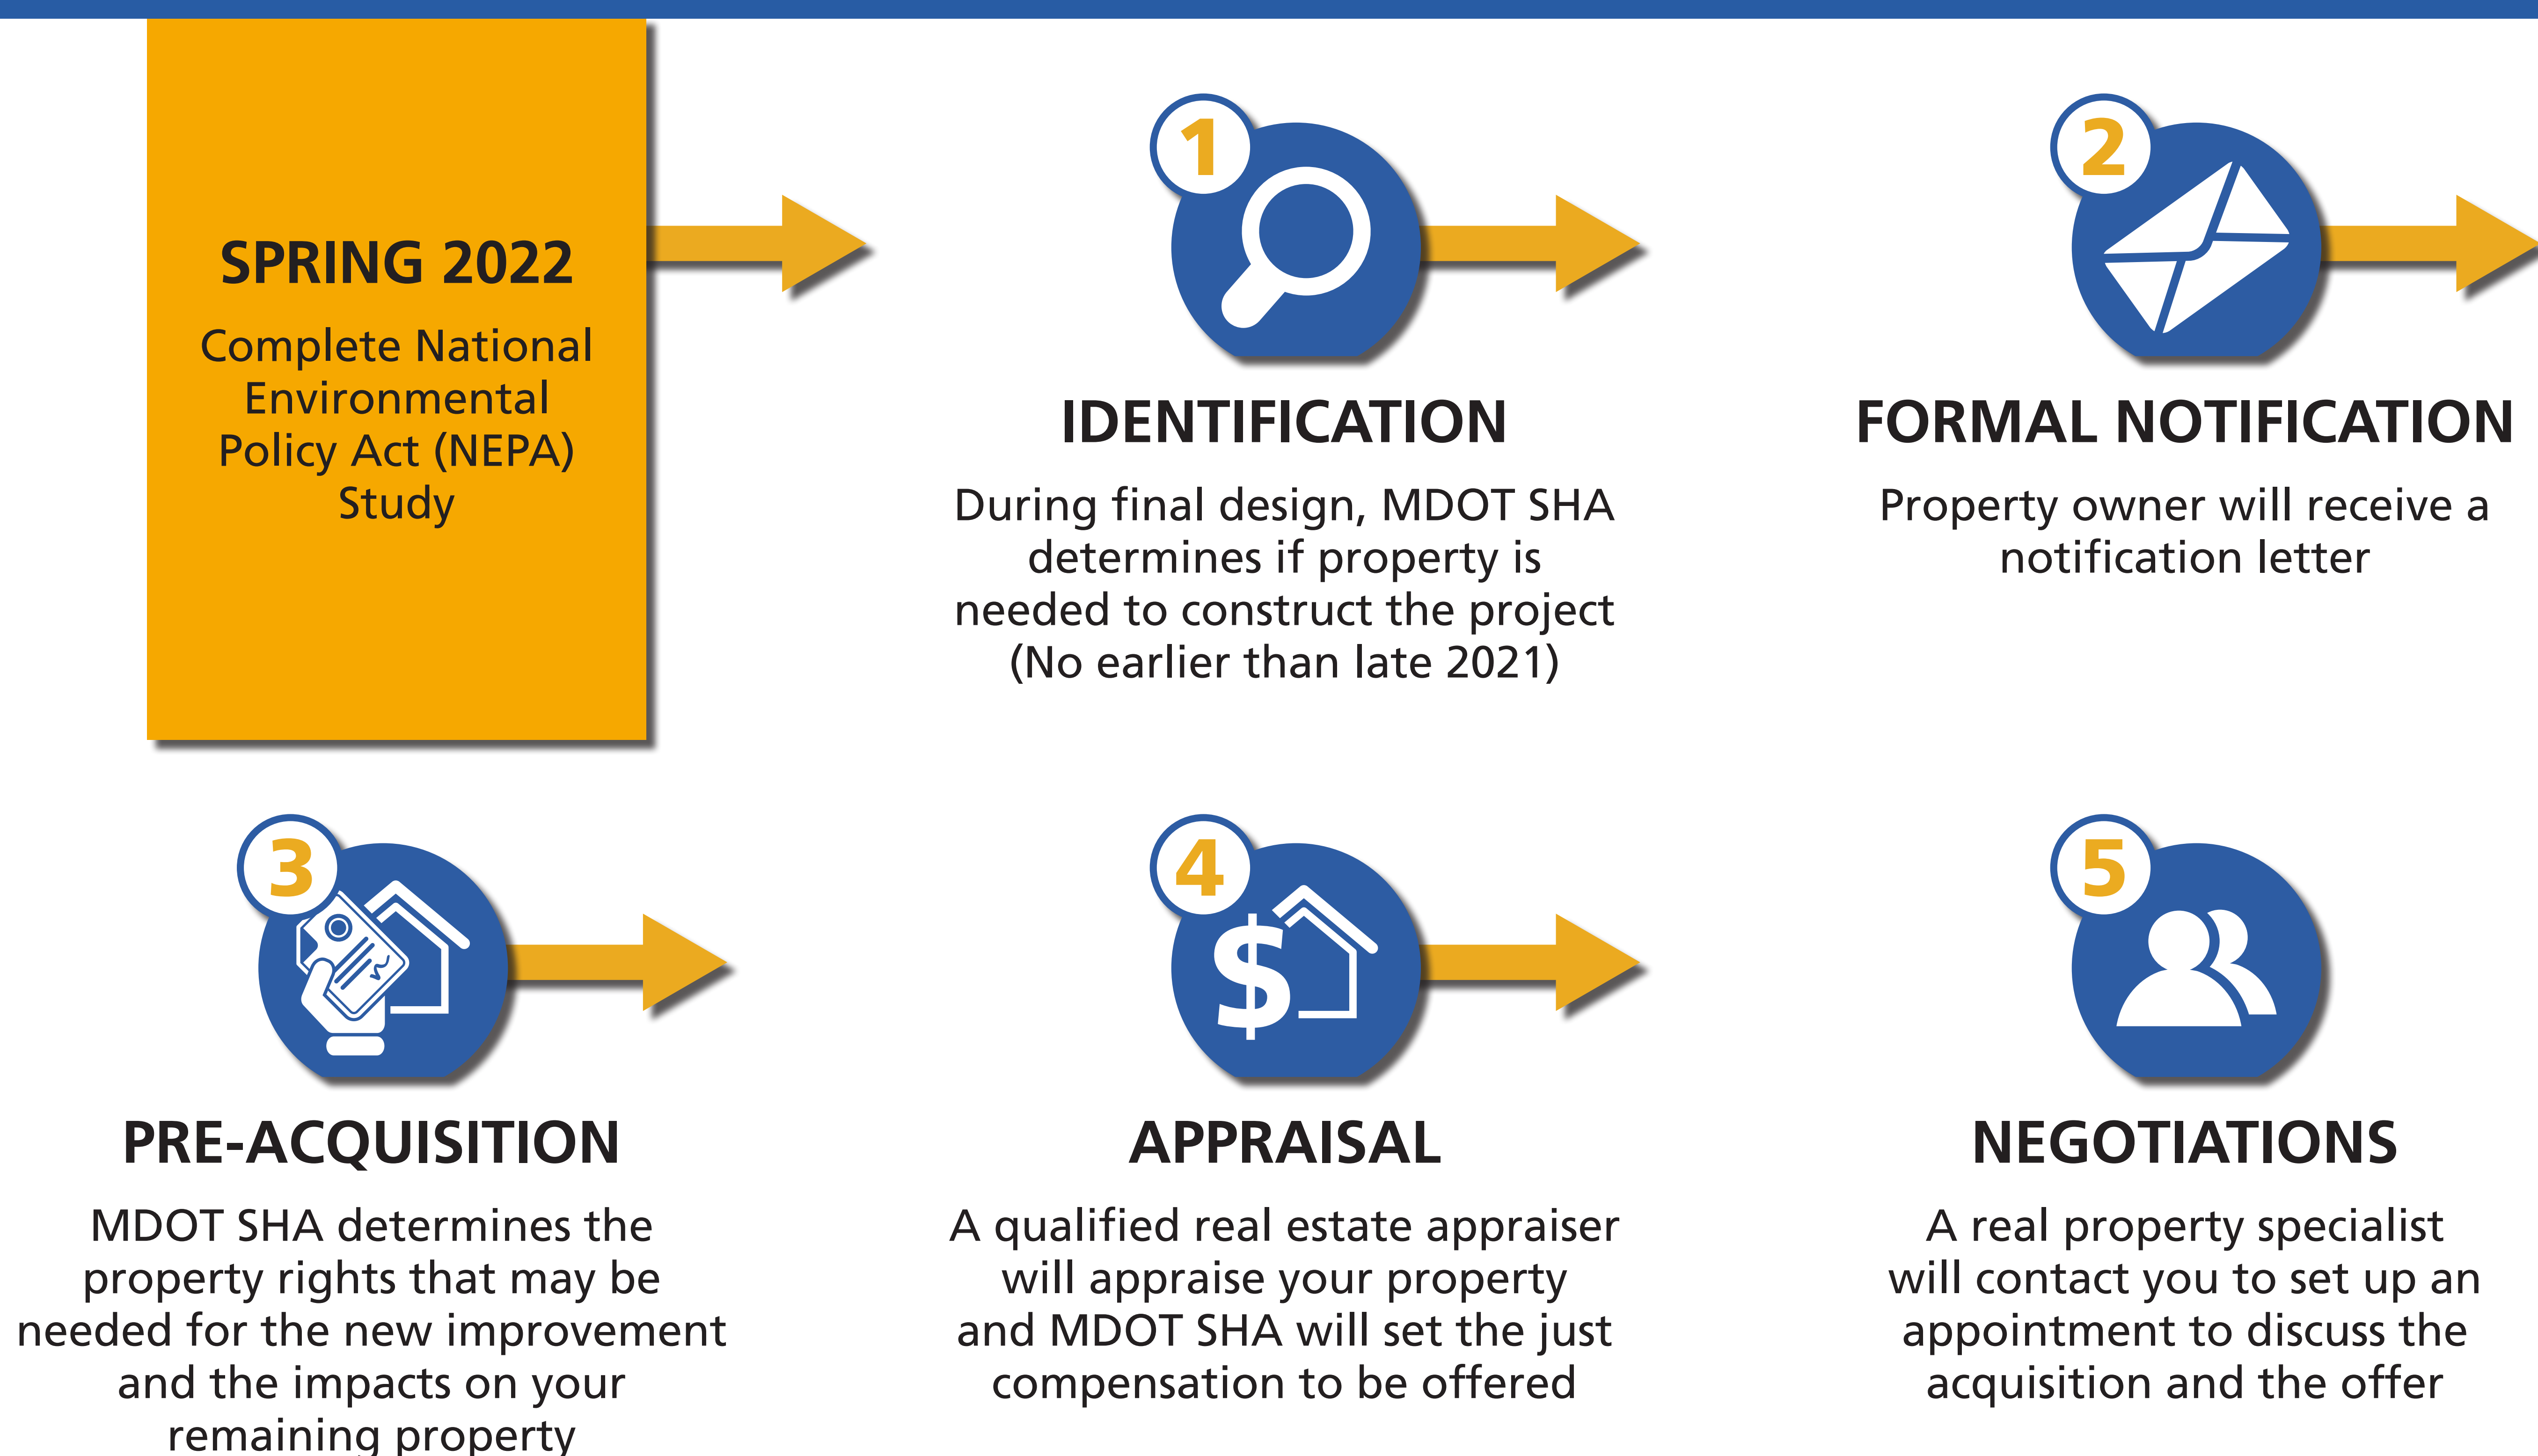 SPRING 2022
Complete National
Environmental
Policy Act (NEPA)
Study
1
IDENTIFICATION
During final design, MDOT SHA
determines if property is
needed to construct the project
(No earlier than late 2021)
2
FORMAL NOTIFICATION
Property owner will receive a
notification letter
3
PRE-ACQUISITION
MDOT SHA determines the
property rights that may be
needed for the new improvement
and the impacts on your
remaining property
4
$
APPRAISAL
A qualified real estate appraiser
will appraise your property
and MDOT SHA will set the just
compensation to be offered
5
NEGOTIATIONS
A real property specialist
will contact you to set up an
appointment to discuss the
acquisition and the offer